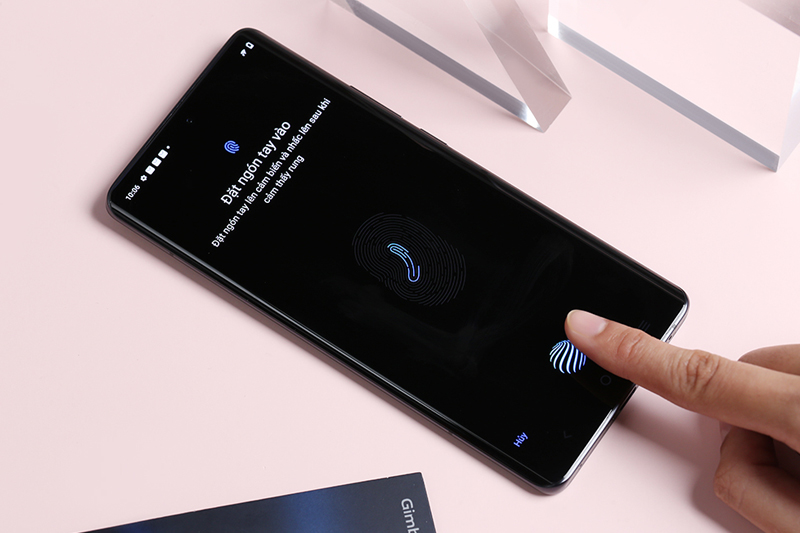 10:06
Đặt ngón tay vào
Đặt ngón tay lên cảm biến và nhấc lên sau khi
cảm thấy rung
Hủy